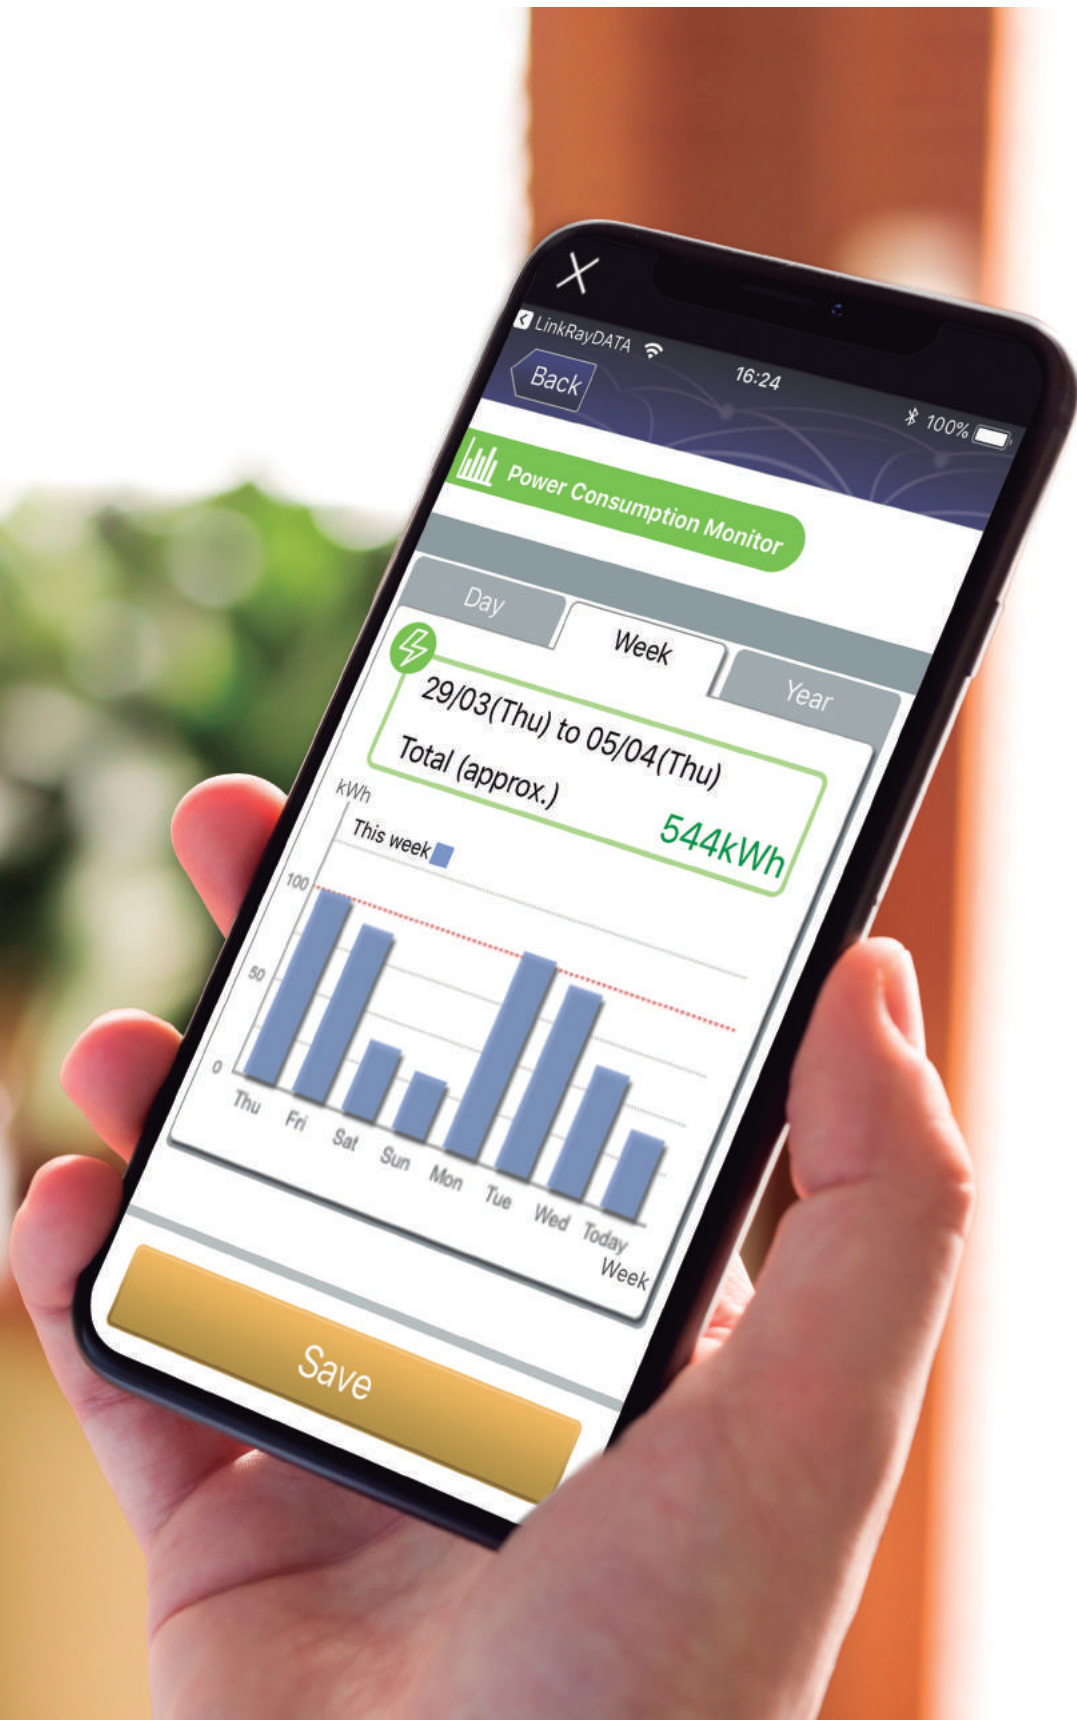 X
LinkRayDATA 16:24 100%
Back
Power Consumption Monitor
Day Week Year
29/03(Thu) to 05/04(Thu)
Total (approx.) 544kWh
kWh
This week
100
50
0
Thu Fri Sat Sun Mon Tue Wed Today
Week
Save